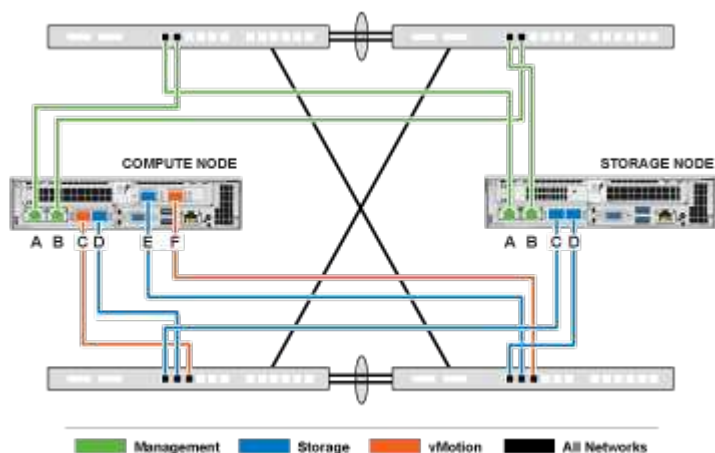 COMPUTE NODE
STORAGE NODE
A B C D E F
A B C D
Management Storage vMotion All Networks